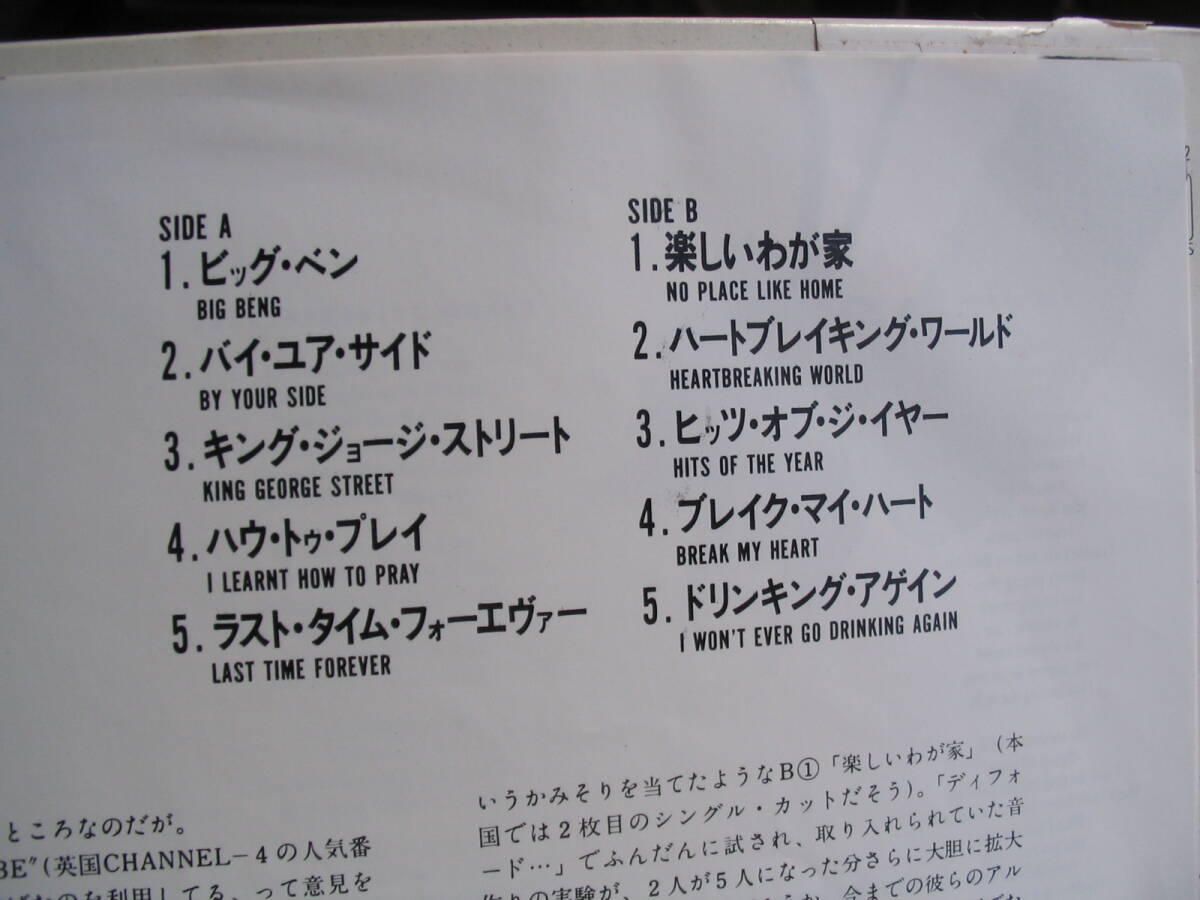 SIDE A
1.ビッグ・ベン
BIG BENG
2.バイ・ユア・サイド
BY YOUR SIDE
3.キング・ジョージ・ストリート
KING GEORGE STREET
4.ハウ・トゥ・プレイ
I LEARNT HOW TO PRAY
5.ラスト・タイム・フォーエヴァー
LAST TIME FOREVER
SIDE B
1.楽しいわが家
NO PLACE LIKE HOME
2.ハートブレイキング・ワールド
HEARTBREAKING WORLD
3.ヒッツ・オブ・ジ・イヤー
HITS OF THE YEAR
4.ブレイク・マイ・ハート
BREAK MY HEART
5.ドリンキング・アゲイン
I WON'T EVER GO DRINKING AGAIN
ところなのだが。
BE"(英国CHANNEL-4の人気番
利用してる、って意見を
いうかみそりを当てたようなB①「楽しいわが家」(本
国では2枚目のシングル・カットだそう)。「ディフォ
ード…」でふんだんに試され、取り入れられていた音
作りの実験が、2人が5人になった分さらに大胆に拡大
今までの彼らのアル